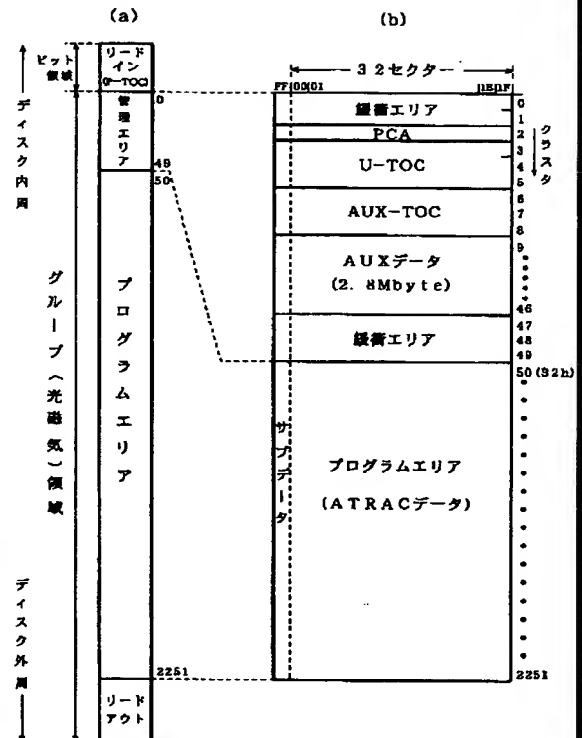 (a)
(b)
ピット
領域
リード
イン
(P-TOC)
管理エリア
0
49
50
プログラムエリア
2251
リード
アウト
ディスク内周
グループ(光磁気)領域
ディスク外周
32セクター
FF 00 01
1E 1F
緩衝エリア
PCA
U-TOC
AUX-TOC
AUXデータ
(2.8Mbyte)
緩衝エリア
サブデータ
プログラムエリア
(ATRACデータ)
0
1
2
3
4
5
6
7
8
9
46
47
48
49
50(32h)
2251
クラスタ